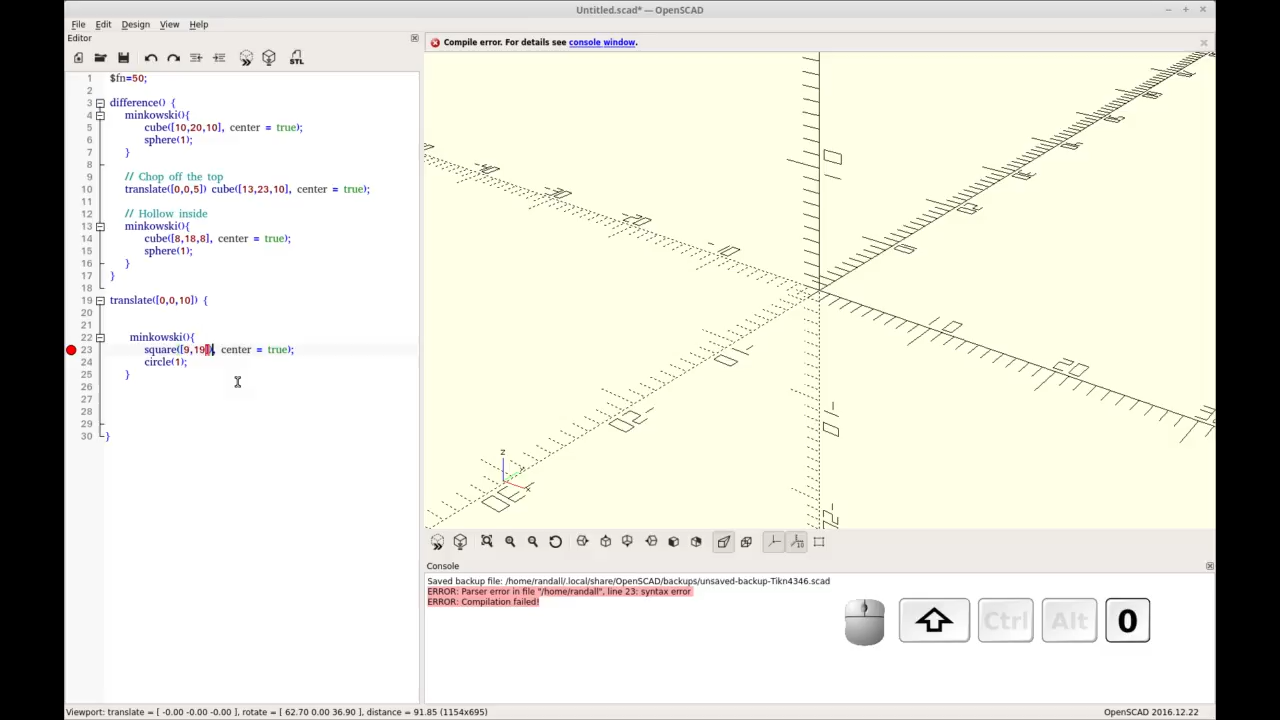 Untitled.scad* — OpenSCAD
File Edit Design View Help
Editor
STL
1 $fn=50;
2
3 difference() {
4 minkowski(){
5 cube([10,20,10], center = true);
6 sphere(1);
7 }
8
9 // Chop off the top
10 translate([0,0,5]) cube([13,23,10], center = true);
11
12 // Hollow inside
13 minkowski(){
14 cube([8,18,8], center = true);
15 sphere(1);
16 }
17 }
18
19 translate([0,0,10]) {
20
21
22 minkowski(){
23 square([9,19]), center = true);
24 circle(1);
25 }
26
27
28
29
30 }
Compile error. For details see console window.
z
Console
Saved backup file: /home/randall/.local/share/OpenSCAD/backups/unsaved-backup-Tikn4346.scad
ERROR: Parser error in file "/home/randall", line 23: syntax error
ERROR: Compilation failed!
Ctrl Alt 0
Viewport: translate = [ -0.00 -0.00 -0.00 ], rotate = [ 62.70 0.00 36.90 ], distance = 91.85 (1154x695)
OpenSCAD 2016.12.22